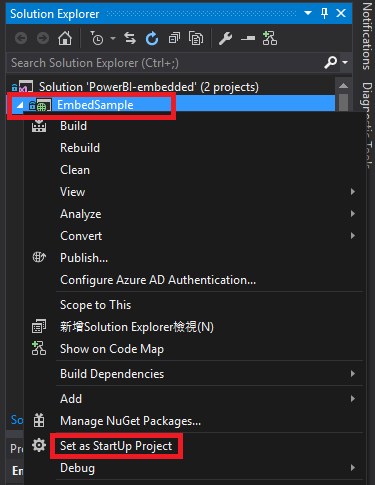 Solution Explorer
Search Solution Explorer (Ctrl+;)
Solution 'PowerBI-embedded' (2 projects)
EmbedSample
Build
Rebuild
Clean
View
Analyze
Convert
Publish...
Configure Azure AD Authentication...
Scope to This
新增Solution Explorer檢視(N)
Show on Code Map
Build Dependencies
Add
Manage NuGet Packages...
Set as StartUp Project
Debug
So
Pro
Em
Notifications
Diagnostic Tools